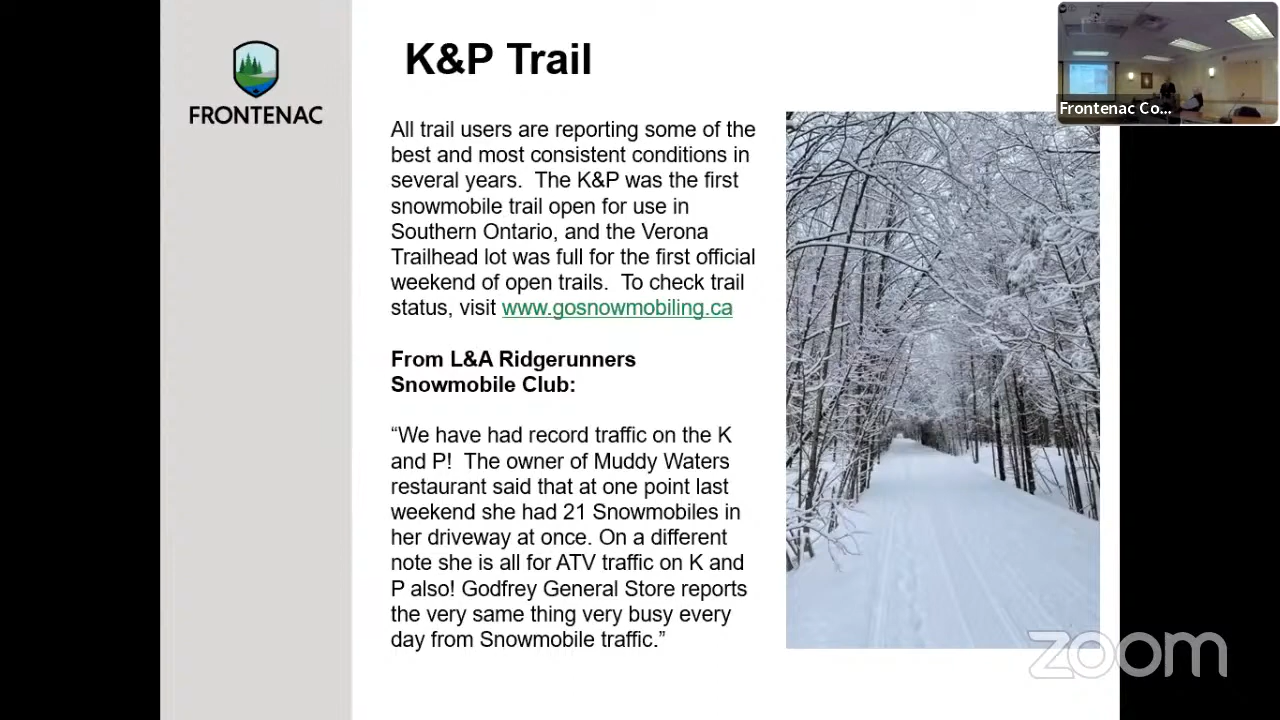 K&P Trail
FRONTENAC
Frontenac Co...
All trail users are reporting some of the
best and most consistent conditions in
several years.  The K&P was the first
snowmobile trail open for use in
Southern Ontario, and the Verona
Trailhead lot was full for the first official
weekend of open trails.  To check trail
status, visit www.gosnowmobiling.ca
From L&A Ridgerunners
Snowmobile Club:
“We have had record traffic on the K
and P!  The owner of Muddy Waters
restaurant said that at one point last
weekend she had 21 Snowmobiles in
her driveway at once. On a different
note she is all for ATV traffic on K and
P also! Godfrey General Store reports
the very same thing very busy every
day from Snowmobile traffic.”
zoom